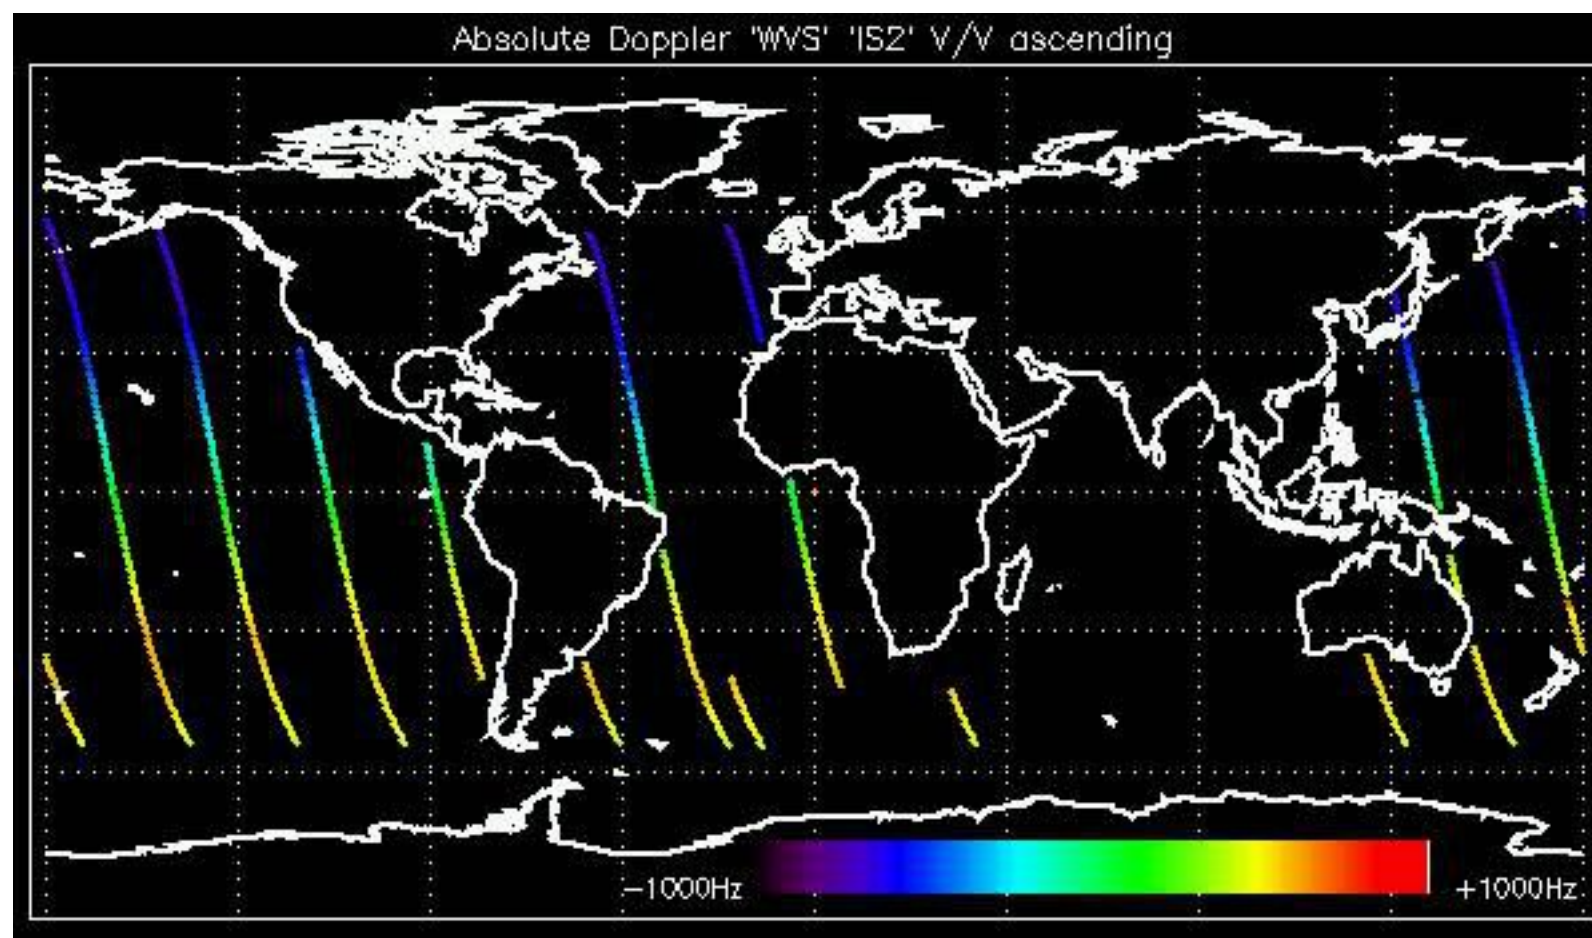 Absolute Doppler 'WVS' 'IS2' V/V ascending
-1000Hz
+1000Hz